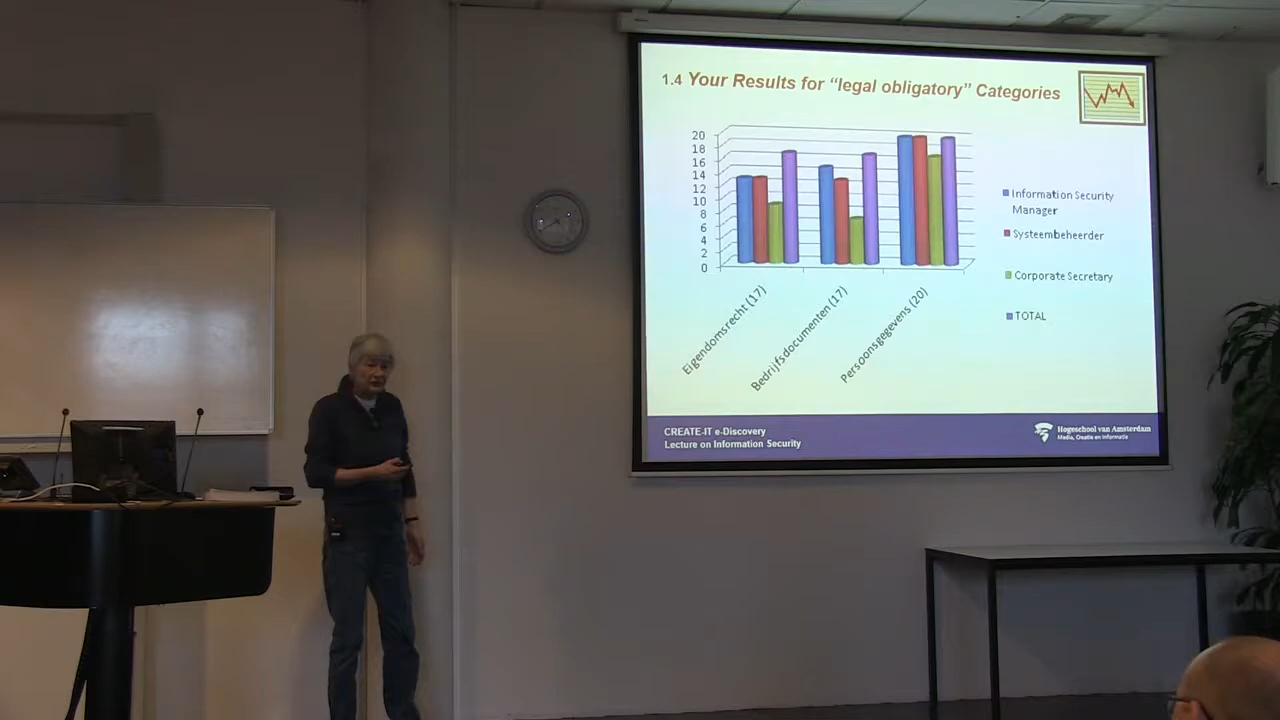 1.4 Your Results for “legal obligatory” Categories
20
18
16
14
12
10
8
6
4
2
0
Eigendomsrecht (17)
Bedrijfsdocumenten (17)
Persoonsgegevens (20)
Information Security
Manager
Systeembeheerder
Corporate Secretary
TOTAL
CREATE-IT e-Discovery
Lecture on Information Security
Hogeschool van Amsterdam
Media, Creatie en Informatie